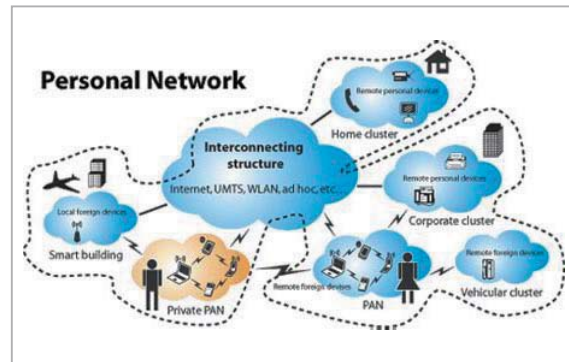 Personal Network
Remote personal devices
Home cluster
Interconnecting
structure
Internet, UMTS, WLAN, ad hoc, etc...
Remote personal devices
Corporate cluster
Local foreign devices
Smart building
Remote foreign devices
Vehicular cluster
Remote foreign devices
PAN
Private PAN